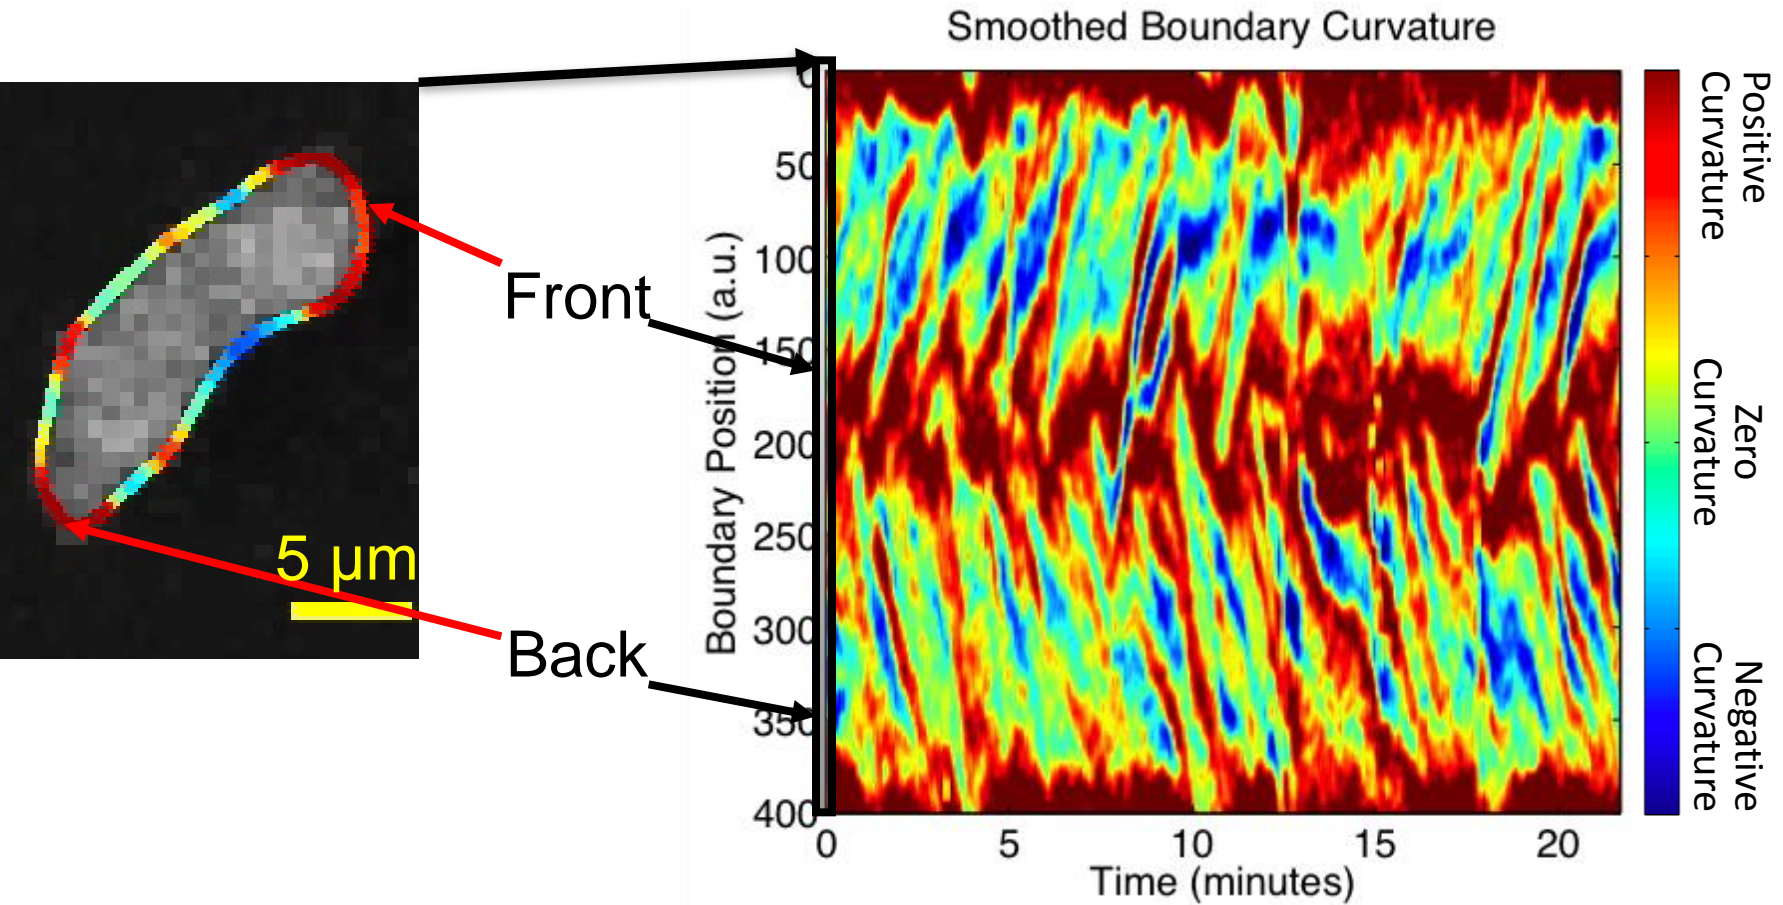 Smoothed Boundary Curvature
5 μm
Front
Back
Boundary Position (a.u.)
0
50
100
150
200
250
300
350
400
0 5 10 15 20
Time (minutes)
Positive
Curvature
Zero
Curvature
Negative
Curvature